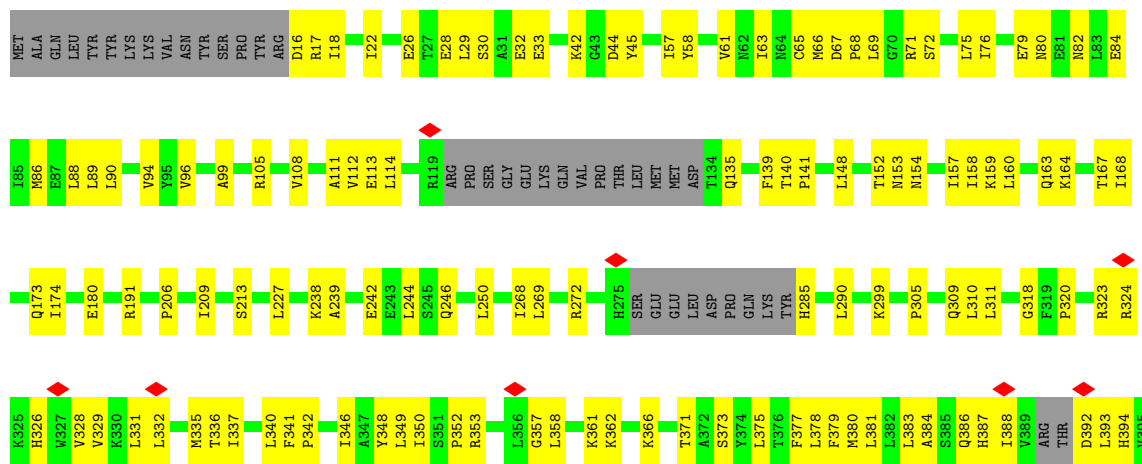 MET ALA GLN LEU TYR TYR LYS LYS VAL ASN TYR SER PRO TYR ARG D16 R17 I18 I22 E26 T27 E28 L29 S30 A31 E32 E33 K42 G43 D44 Y45 I57 Y58 V61 N62 I63 N64 C65 M66 D67 P68 L69 G70 R71 S72 L75 I76 E79 N80 E81 N82 L83 E84
I85 M86 E87 L88 L89 L90 V94 Y95 V96 A99 R105 V108 A111 V112 E113 L114 R119 ARG PRO SER GLY GLU LYS GLN VAL PRO THR LEU MET MET ASP T134 Q135 F139 T140 P141 L148 T152 N153 N154 I157 I158 K159 L160 Q163 K164 T167 I168
Q173 I174 E180 R191 P206 I209 S213 L227 K238 A239 E242 E243 L244 S245 Q246 L250 I268 L269 R272 H275 SER GLU GLU LEU ASP PRO GLN LYS TYR H285 L290 K299 P305 Q309 L310 L311 G318 F319 P320 R323 R324
K325 H326 W327 V328 V329 K330 L331 L332 M335 T336 I337 L340 F341 P342 I346 A347 Y348 L349 I350 S351 P352 R353 L356 G357 L358 K361 K362 K366 T371 A372 S373 Y374 L375 T376 F377 L378 F379 M380 L381 L382 L383 A384 S385 Q386 H387 I388 V389 ARG THR D392 L393 H394 S395